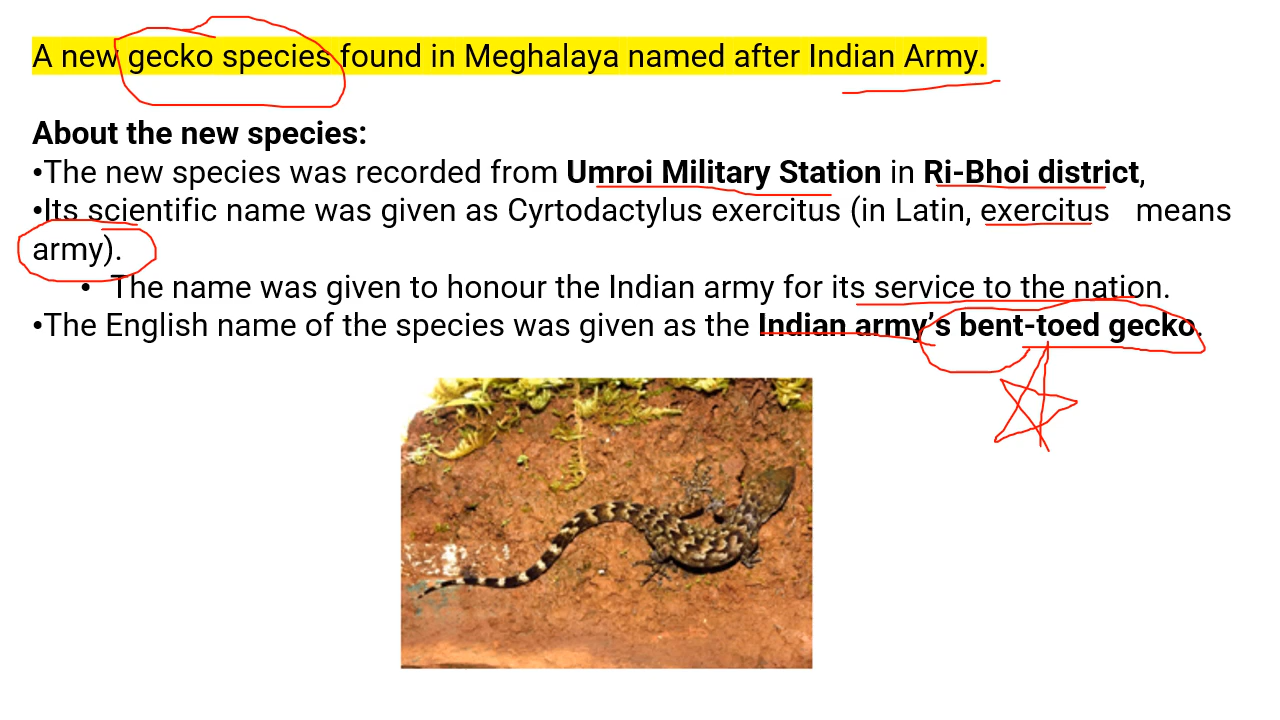 A new gecko species found in Meghalaya named after Indian Army.
About the new species:
•The new species was recorded from Umroi Military Station in Ri-Bhoi district,
•Its scientific name was given as Cyrtodactylus exercitus (in Latin, exercitus means
army).
• The name was given to honour the Indian army for its service to the nation.
•The English name of the species was given as the Indian army’s bent-toed gecko.